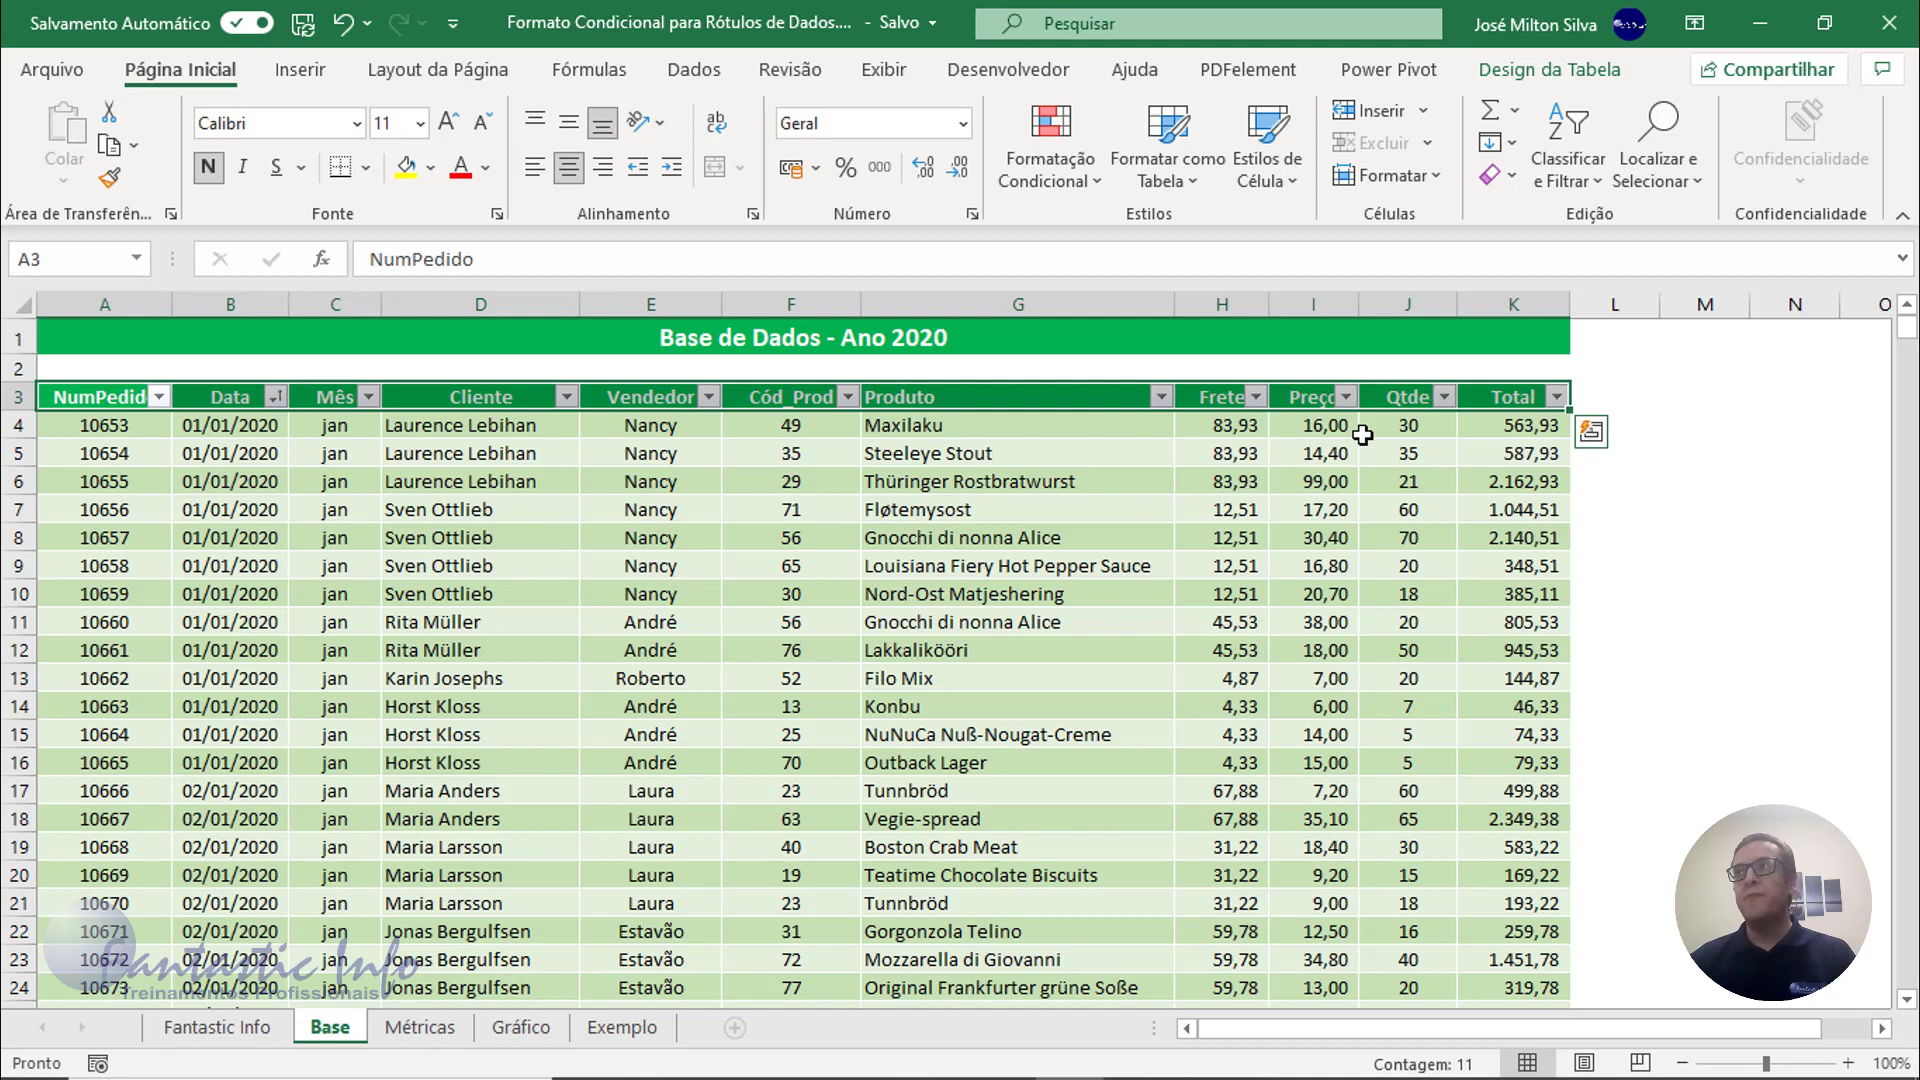 Salvamento Automático
Formato Condicional para Rótulos de Dados.... - Salvo
Pesquisar
José Milton Silva
Arquivo Página Inicial Inserir Layout da Página Fórmulas Dados Revisão Exibir Desenvolvedor Ajuda PDFelement Power Pivot Design da Tabela Compartilhar
Colar
Área de Transferên...
Calibri 11
N I S
Fonte
ab
Alinhamento
Geral
% 000
Número
Formatação Condicional
Formatar como Tabela
Estilos de Célula
Estilos
Inserir
Excluir
Formatar
Células
Classificar e Filtrar
Localizar e Selecionar
Edição
Confidencialidade
Confidencialidade
A3 fx NumPedido
A B C D E F G H I J K L M N O
1 Base de Dados - Ano 2020
2
3 NumPedid Data Mês Cliente Vendedor Cód_Prod Produto Frete Preço Qtde Total
4 10653 01/01/2020 jan Laurence Lebihan Nancy 49 Maxilaku 83,93 16,00 30 563,93
5 10654 01/01/2020 jan Laurence Lebihan Nancy 35 Steeleye Stout 83,93 14,40 35 587,93
6 10655 01/01/2020 jan Laurence Lebihan Nancy 29 Thüringer Rostbratwurst 83,93 99,00 21 2.162,93
7 10656 01/01/2020 jan Sven Ottlieb Nancy 71 Fløtemysost 12,51 17,20 60 1.044,51
8 10657 01/01/2020 jan Sven Ottlieb Nancy 56 Gnocchi di nonna Alice 12,51 30,40 70 2.140,51
9 10658 01/01/2020 jan Sven Ottlieb Nancy 65 Louisiana Fiery Hot Pepper Sauce 12,51 16,80 20 348,51
10 10659 01/01/2020 jan Sven Ottlieb Nancy 30 Nord-Ost Matjeshering 12,51 20,70 18 385,11
11 10660 01/01/2020 jan Rita Müller André 56 Gnocchi di nonna Alice 45,53 38,00 20 805,53
12 10661 01/01/2020 jan Rita Müller André 76 Lakkalikööri 45,53 18,00 50 945,53
13 10662 01/01/2020 jan Karin Josephs Roberto 52 Filo Mix 4,87 7,00 20 144,87
14 10663 01/01/2020 jan Horst Kloss André 13 Konbu 4,33 6,00 7 46,33
15 10664 01/01/2020 jan Horst Kloss André 25 NuNuCa Nuß-Nougat-Creme 4,33 14,00 5 74,33
16 10665 01/01/2020 jan Horst Kloss André 70 Outback Lager 4,33 15,00 5 79,33
17 10666 02/01/2020 jan Maria Anders Laura 23 Tunnbröd 67,88 7,20 60 499,88
18 10667 02/01/2020 jan Maria Anders Laura 63 Vegie-spread 67,88 35,10 65 2.349,38
19 10668 02/01/2020 jan Maria Larsson Laura 40 Boston Crab Meat 31,22 18,40 30 583,22
20 10669 02/01/2020 jan Maria Larsson Laura 19 Teatime Chocolate Biscuits 31,22 9,20 15 169,22
21 10670 02/01/2020 jan Maria Larsson Laura 23 Tunnbröd 31,22 9,00 18 193,22
22 10671 02/01/2020 jan Jonas Bergulfsen Estavão 31 Gorgonzola Telino 59,78 12,50 16 259,78
23 10672 02/01/2020 jan Jonas Bergulfsen Estavão 72 Mozzarella di Giovanni 59,78 34,80 40 1.451,78
24 10673 02/01/2020 jan Jonas Bergulfsen Estavão 77 Original Frankfurter grüne Soße 59,78 13,00 20 319,78
Fantastic Info
Treinamentos Profissionais
Fantastic Info Base Métricas Gráfico Exemplo
Pronto Contagem: 11 100%